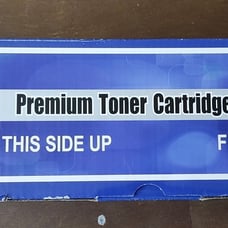 Premium Toner Cartridge
THIS SIDE UP F